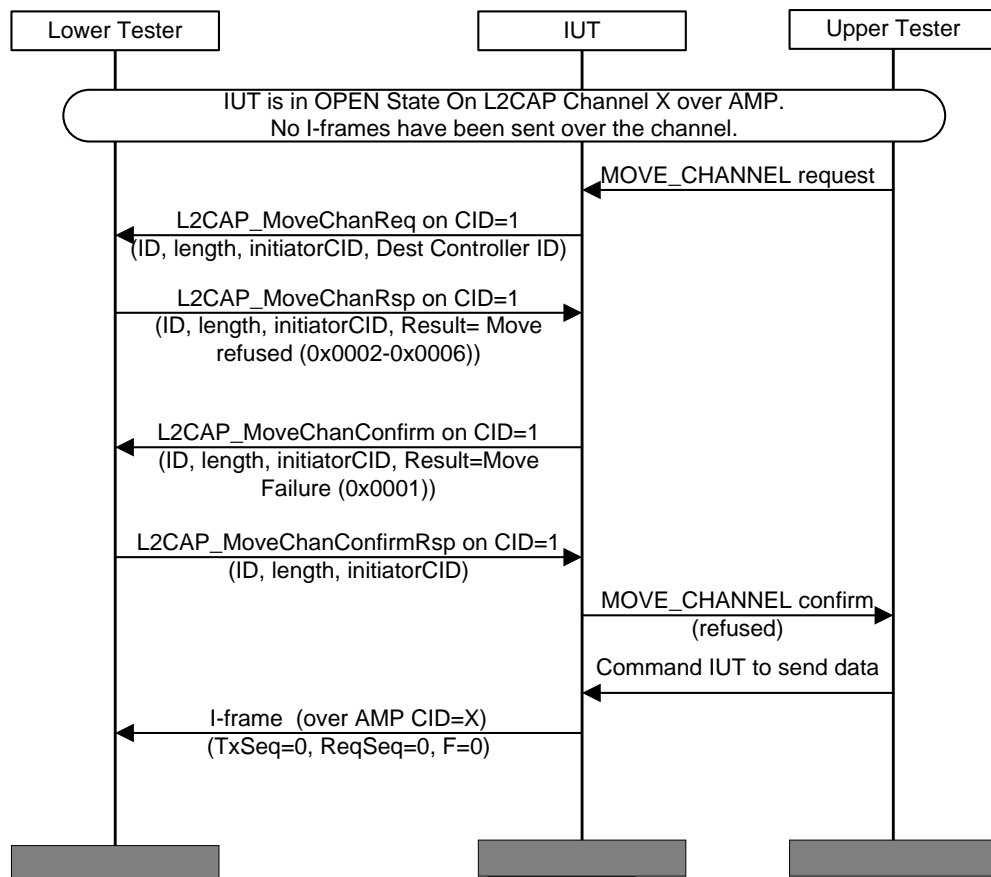 Lower Tester
IUT
Upper Tester
IUT is in OPEN State On L2CAP Channel X over AMP.
No I-frames have been sent over the channel.
MOVE_CHANNEL request
L2CAP_MoveChanReq on CID=1
(ID, length, initiatorCID, Dest Controller ID)
L2CAP_MoveChanRsp on CID=1
(ID, length, initiatorCID, Result= Move
refused (0x0002-0x0006))
L2CAP_MoveChanConfirm on CID=1
(ID, length, initiatorCID, Result=Move
Failure (0x0001))
L2CAP_MoveChanConfirmRsp on CID=1
(ID, length, initiatorCID)
MOVE_CHANNEL confirm
(refused)
Command IUT to send data
I-frame (over AMP CID=X)
(TxSeq=0, ReqSeq=0, F=0)